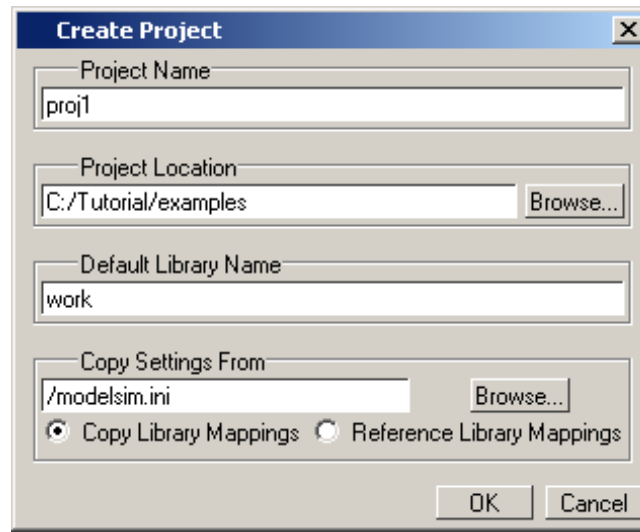 Create Project
Project Name
proj1
Project Location
C:/Tutorial/examples Browse...
Default Library Name
work
Copy Settings From
/modelsim.ini Browse...
Copy Library Mappings Reference Library Mappings
OK Cancel